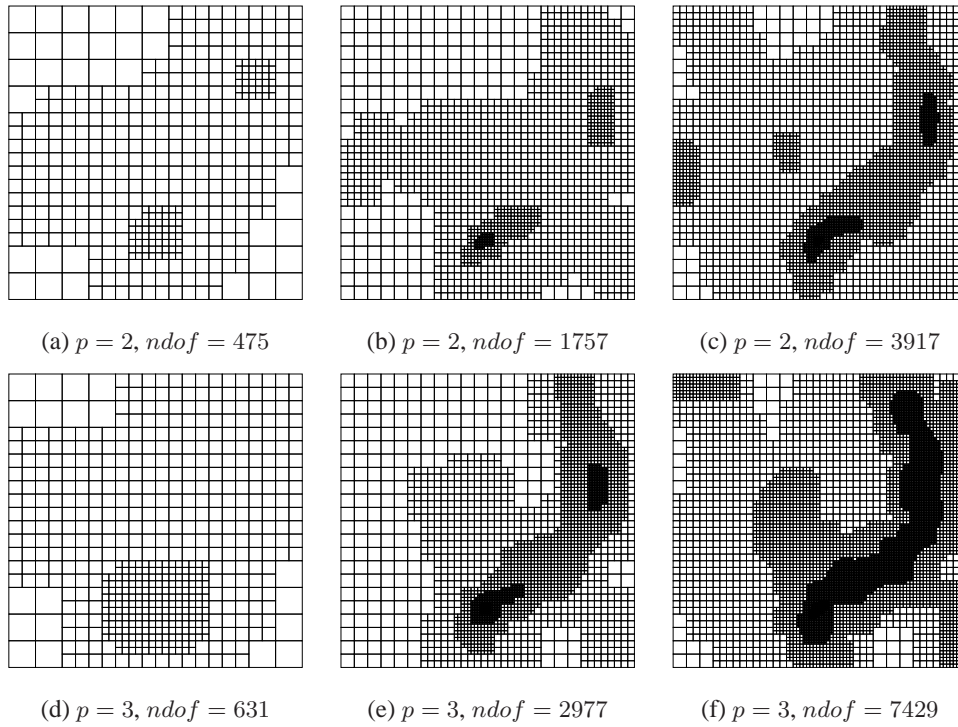 (a) p = 2, ndof = 475
(b) p = 2, ndof = 1757
(c) p = 2, ndof = 3917
(d) p = 3, ndof = 631
(e) p = 3, ndof = 2977
(f) p = 3, ndof = 7429